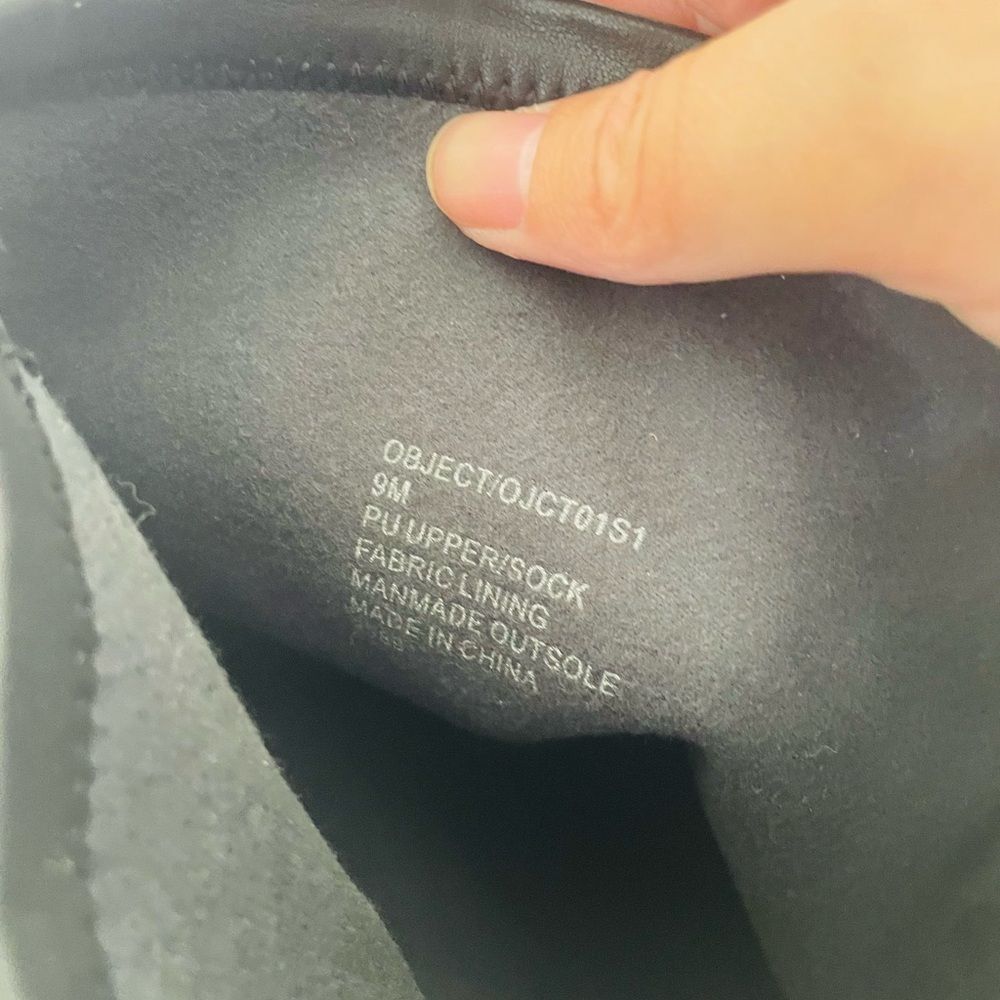 OBJECT/OJCT01S1
9M
PU UPPER/SOCK
FABRIC LINING
MANMADE OUTSOLE
MADE IN CHINA